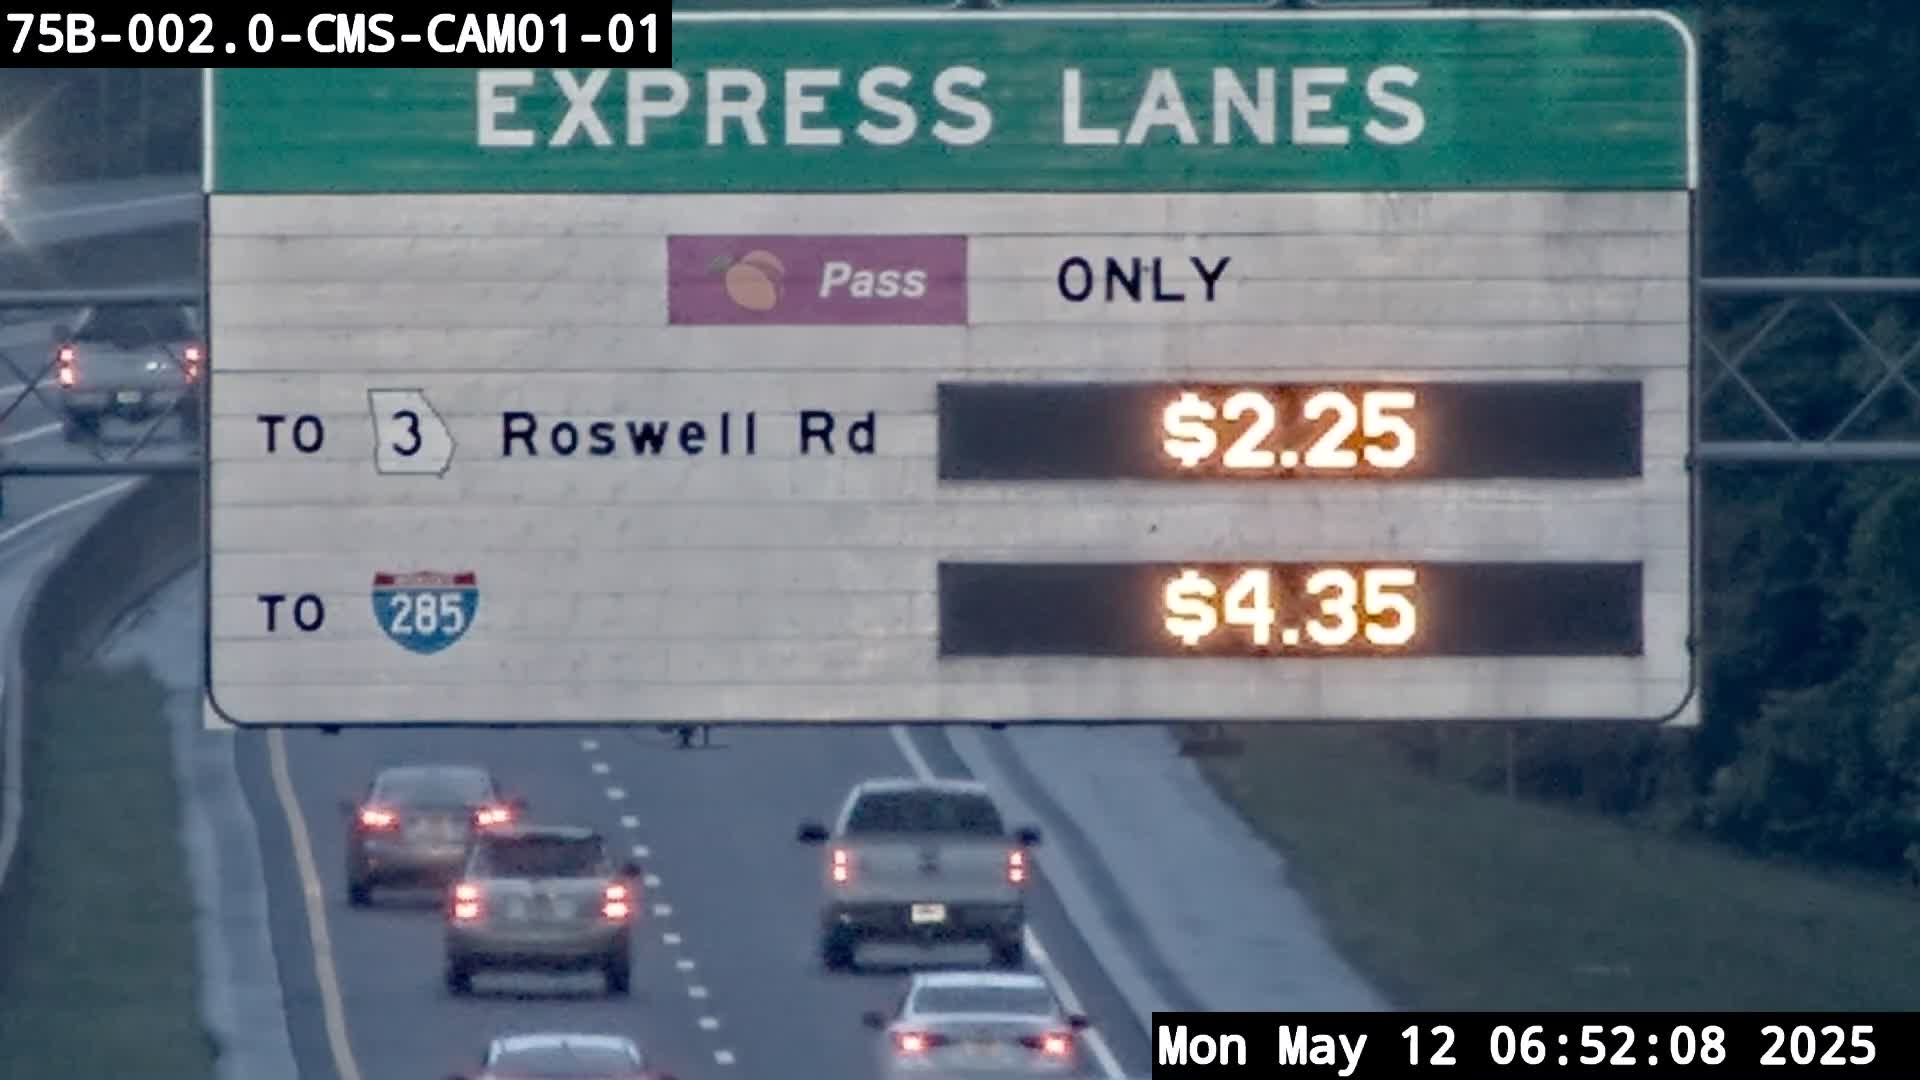 75B-002.0-CMS-CAM01-01
EXPRESS LANES
Pass ONLY
TO 3 Roswell Rd $2.25
TO 285 $4.35
Mon May 12 06:52:08 2025